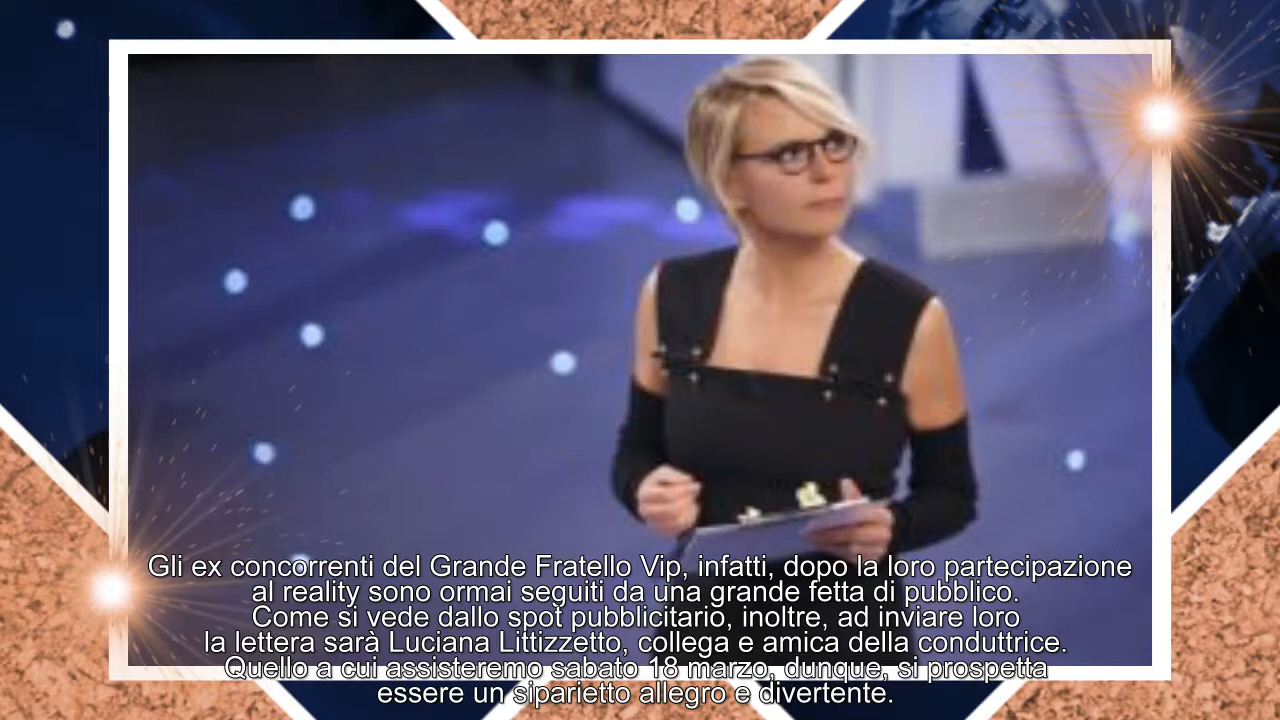 Gli ex concorrenti del Grande Fratello Vip, infatti, dopo la loro partecipazione
al reality sono ormai seguiti da una grande fetta di pubblico.
Come si vede dallo spot pubblicitario, inoltre, ad inviare loro
la lettera sarà Luciana Littizzetto, collega e amica della conduttrice.
Quello a cui assisteremo sabato 18 marzo, dunque, si prospetta
essere un siparietto allegro e divertente.